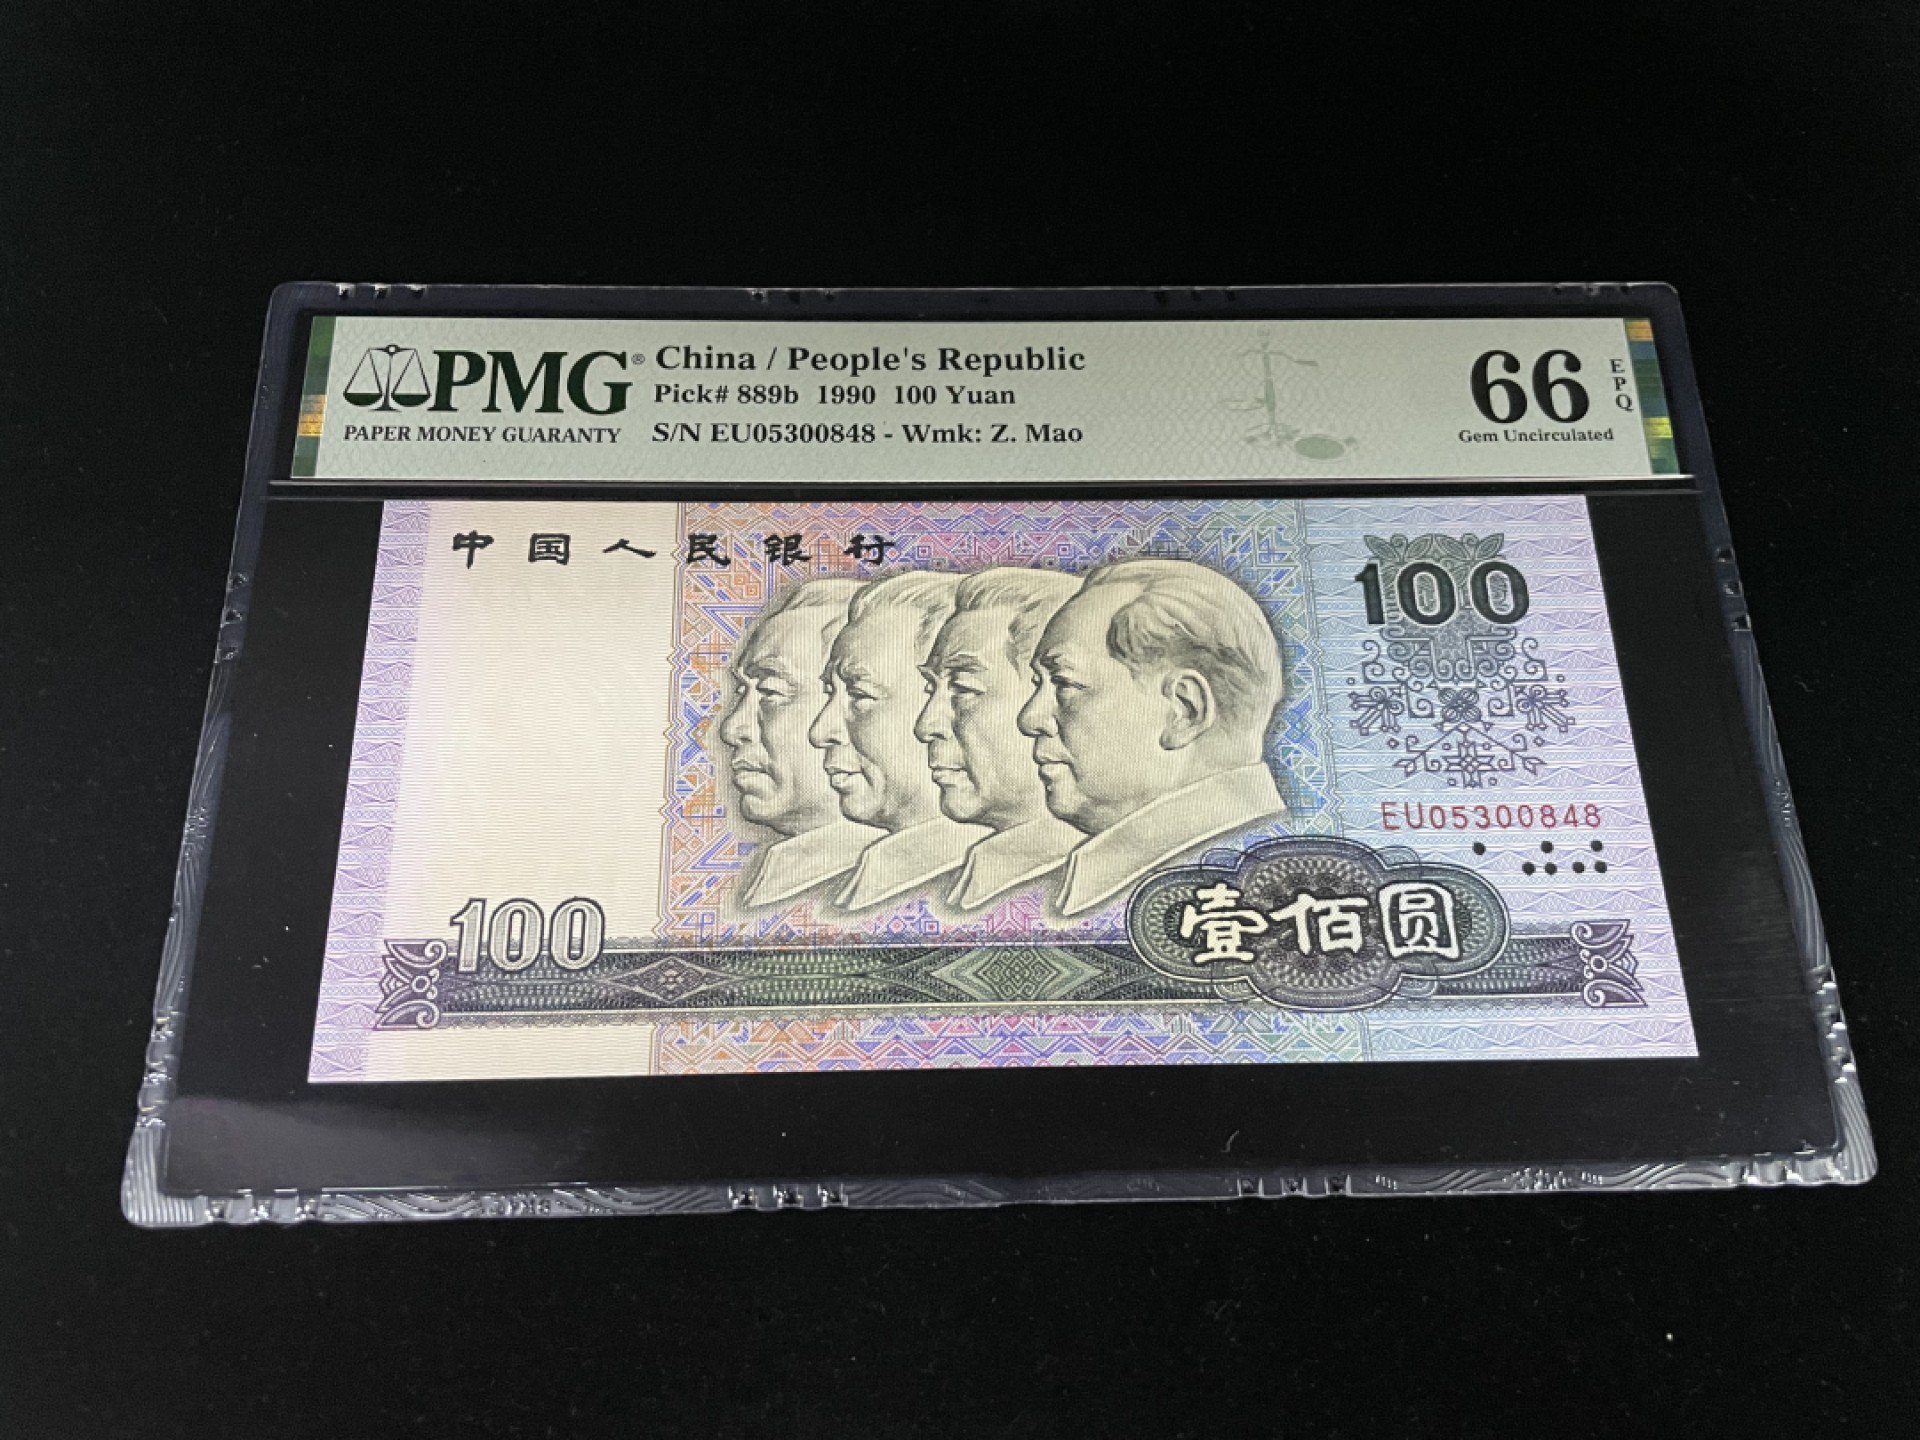 PMG®
PAPER MONEY GUARANTY
China / People's Republic
Pick# 889b 1990 100 Yuan
S/N EU05300848 - Wmk: Z. Mao
66
EPQ
Gem Uncirculated
中国人民银行
100
EU05300848
100
壹佰圆